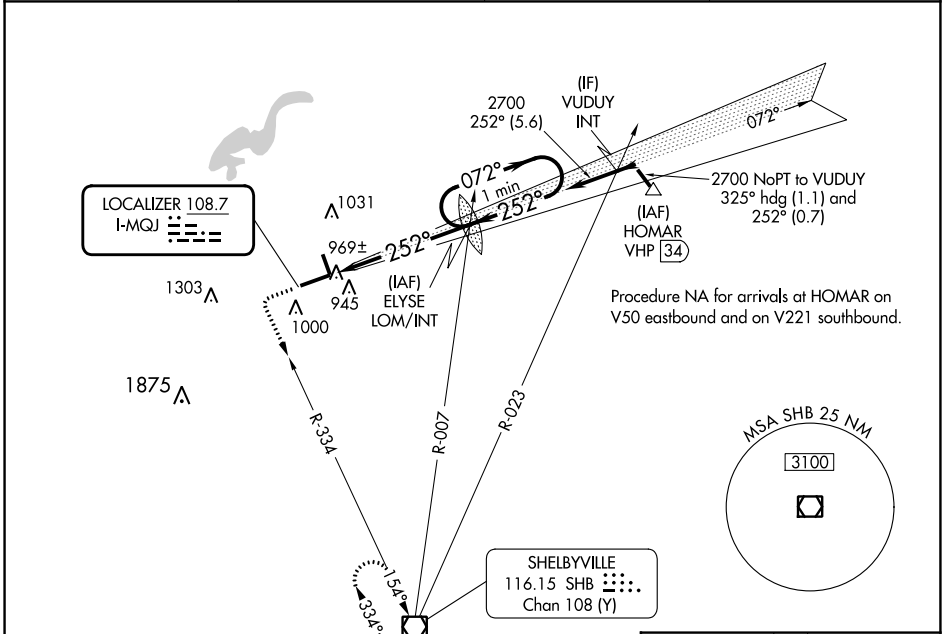 (IF)
VUDUY
INT
2700
252° (5.6)
072°
072°
1 min
252°
2700 NoPT to VUDUY
325° hdg (1.1) and
252° (0.7)
(IAF)
HOMAR
VHP 34
LOCALIZER 108.7
I-MQJ
1031
969±
252°
(IAF)
ELYSE
LOM/INT
1303
945
1000
Procedure NA for arrivals at HOMAR on
V50 eastbound and on V221 southbound.
1875
R-334
R-007
R-023
MSA SHB 25 NM
3100
SHELBYVILLE
116.15 SHB
Chan 108 (Y)
154°
334°